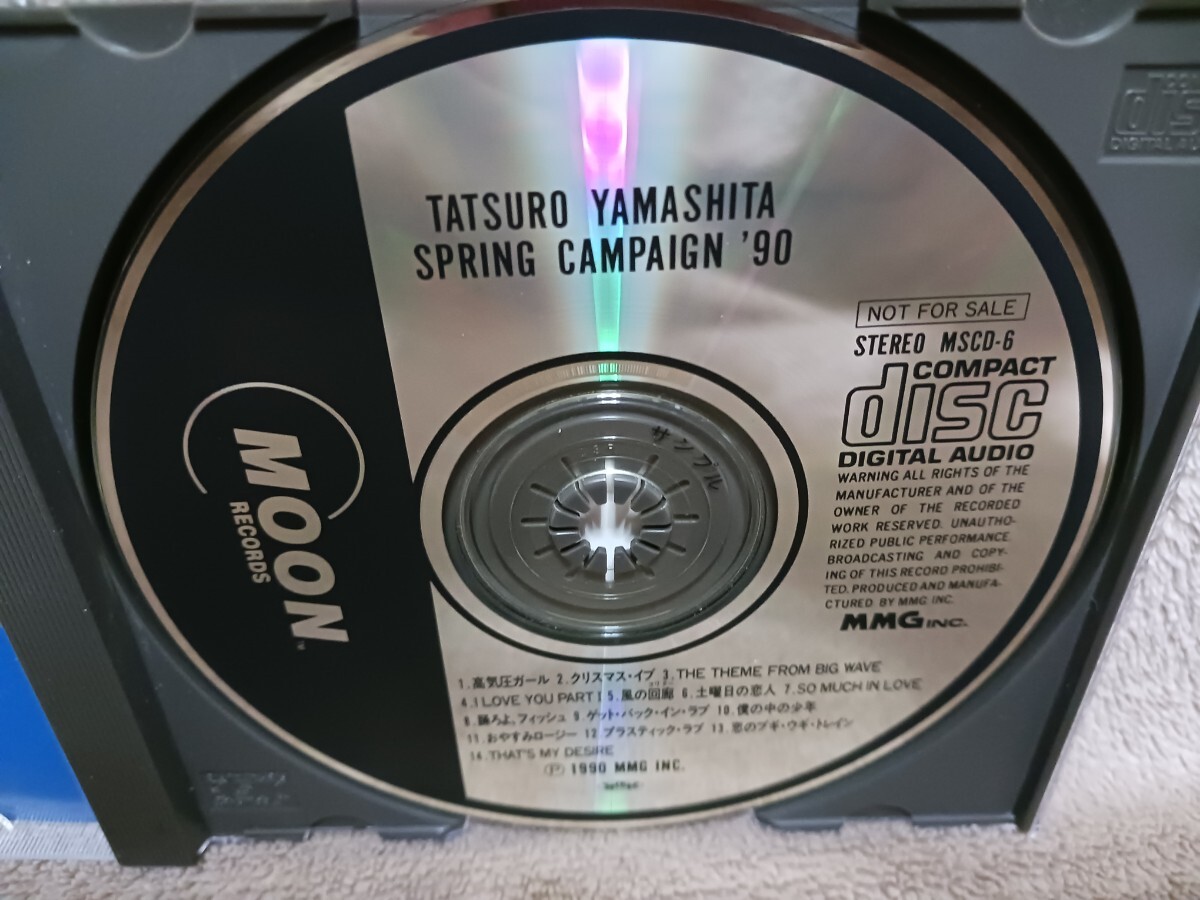 TATSURO YAMASHITA
SPRING CAMPAIGN '90
NOT FOR SALE
STEREO MSCD-6
COMPACT
disc
DIGITAL AUDIO
WARNING ALL RIGHTS OF THE
MANUFACTURER AND OF THE
OWNER OF THE RECORDED
WORK RESERVED. UNAUTHO-
RIZED PUBLIC PERFORMANCE.
BROADCASTING AND COPY-
ING OF THIS RECORD PROHIBI-
TED. PRODUCED AND MANUFA-
CTURED BY MMG INC.
MMG INC.
MOON
RECORDS
サンプル
1.高気圧ガール 2.クリスマス・イブ 3.THE THEME FROM BIG WAVE
4.I LOVE YOU PART I 5.風の回廊 6.土曜日の恋人 7.SO MUCH IN LOVE
8.踊ろよ、フィッシュ 9.ゲット・バック・イン・ラブ 10.僕の中の少年
11.おやすみロージー 12.プラスティック・ラブ 13.恋のブギ・ウギ・トレイン
14.THAT'S MY DESIRE
Ⓟ 1990 MMG INC.
DIGITAL AU